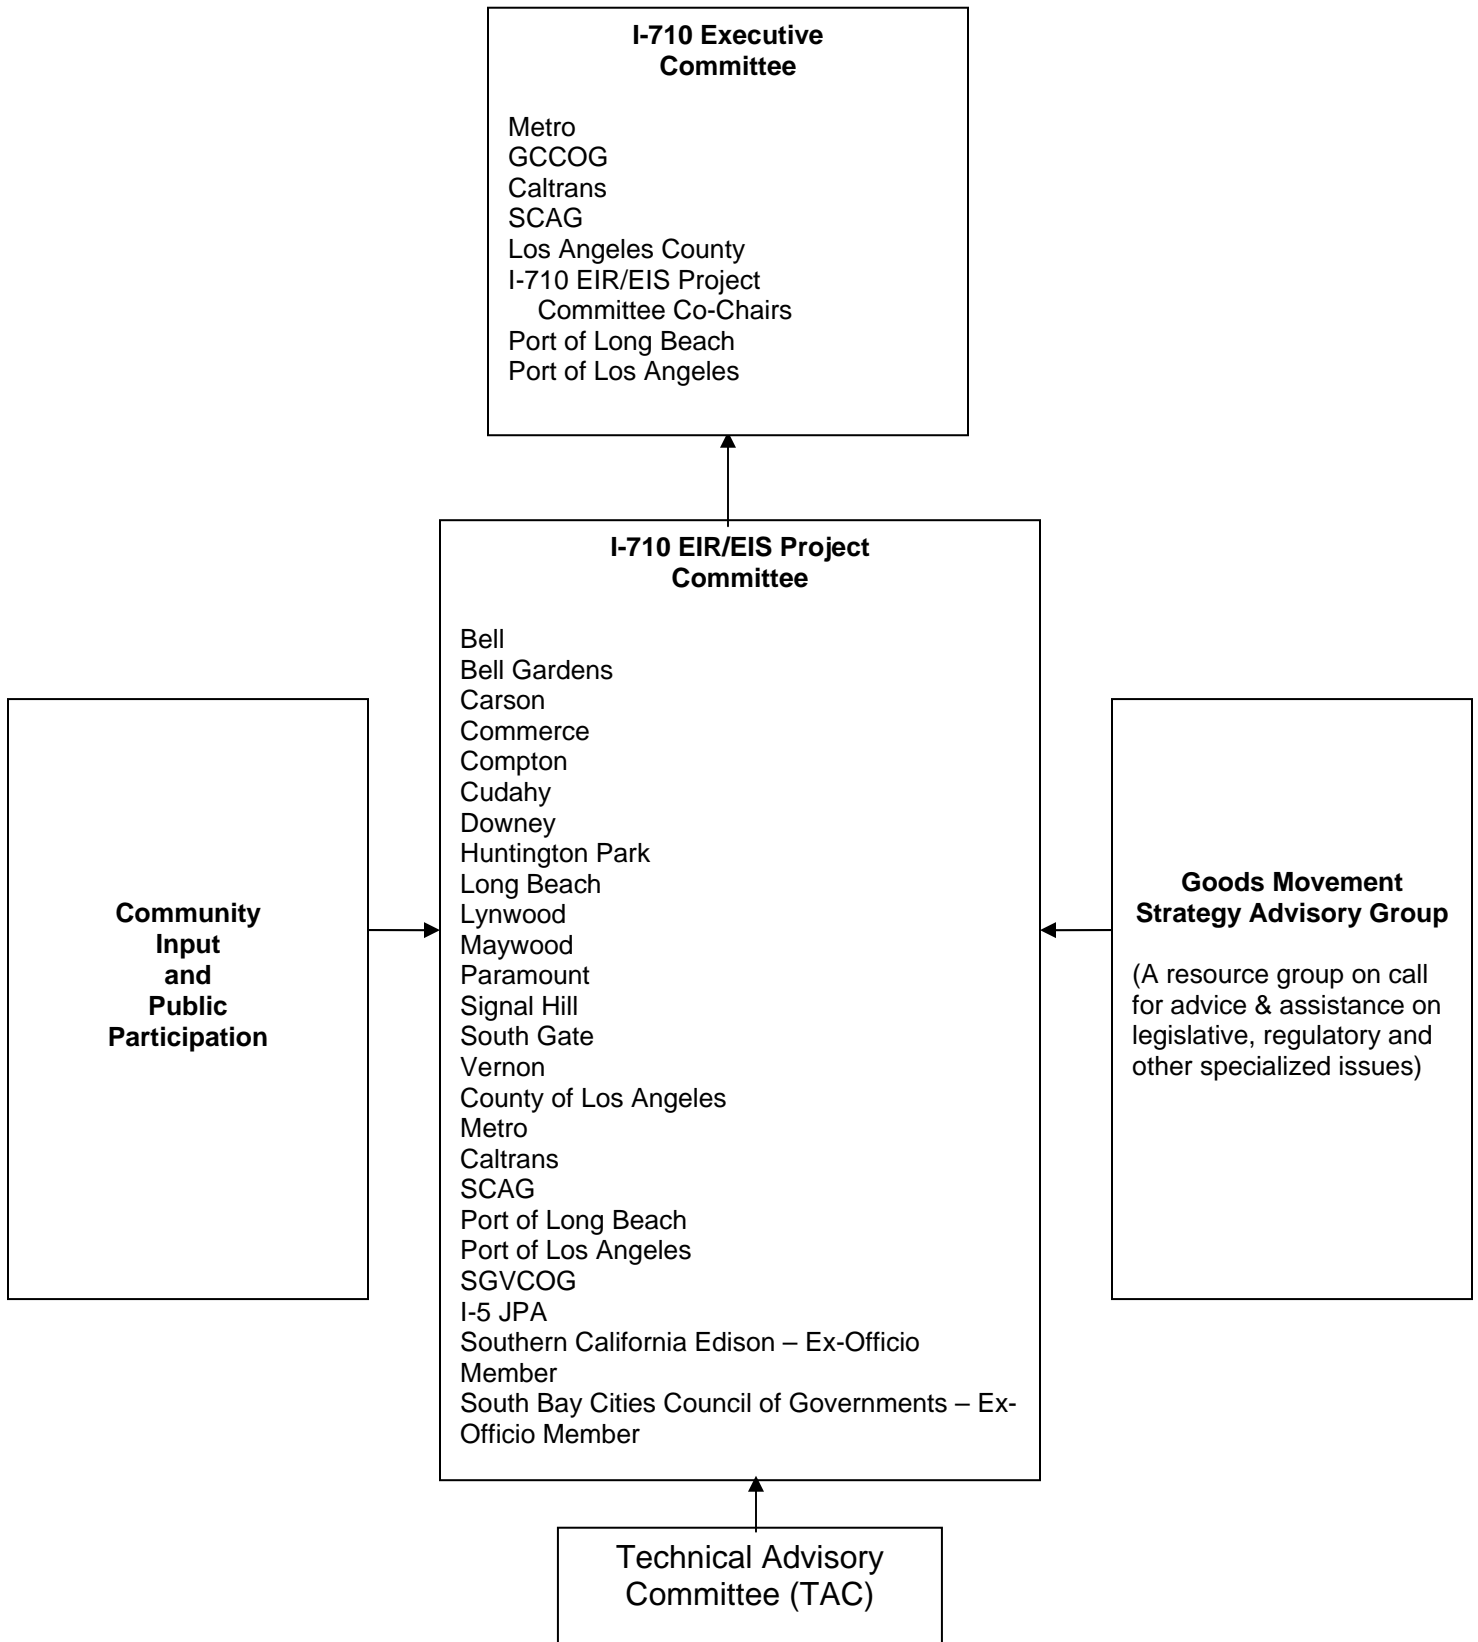 I-710 Executive
Committee
Metro
GCCOG
Caltrans
SCAG
Los Angeles County
I-710 EIR/EIS Project
Committee Co-Chairs
Port of Long Beach
Port of Los Angeles
I-710 EIR/EIS Project
Committee
Bell
Bell Gardens
Carson
Commerce
Compton
Cudahy
Downey
Huntington Park
Long Beach
Lynwood
Maywood
Paramount
Signal Hill
South Gate
Vernon
County of Los Angeles
Metro
Caltrans
SCAG
Port of Long Beach
Port of Los Angeles
SGVCOG
I-5 JPA
Southern California Edison – Ex-Officio
Member
South Bay Cities Council of Governments – Ex-
Officio Member
Community
Input
and
Public
Participation
Goods Movement
Strategy Advisory Group
(A resource group on call
for advice & assistance on
legislative, regulatory and
other specialized issues)
Technical Advisory
Committee (TAC)